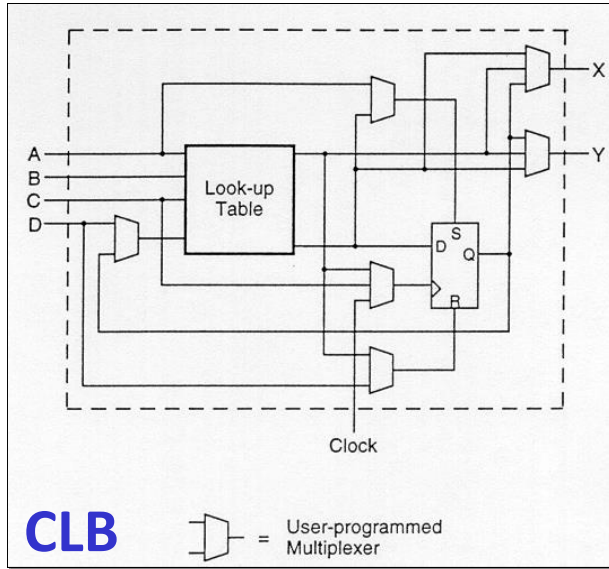 X
A
B
C
D
Look-up
Table
Y
S
D
Q
R
Clock
CLB
= User-programmed
Multiplexer